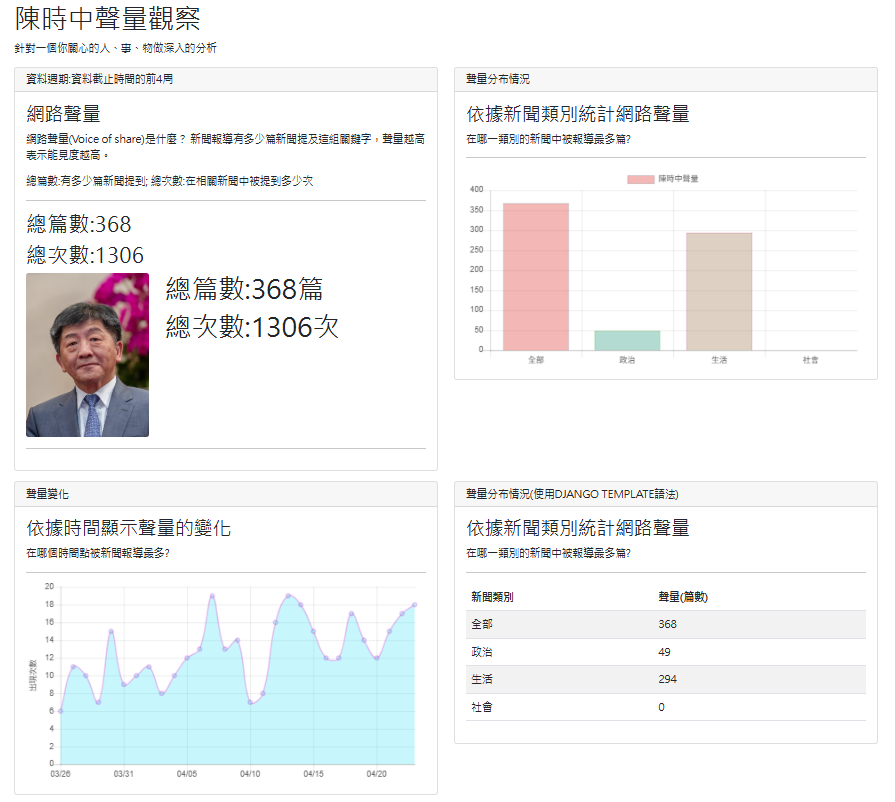 陳時中聲量觀察
針對一個你關心的人、事、物做深入的分析
資料週期:資料截止時間的前4周
網路聲量
網路聲量(Voice of share)是什麼？ 新聞報導有多少篇新聞提及這組關鍵字，聲量越高
表示能見度越高。
總篇數:有多少篇新聞提到; 總次數:在相關新聞中被提到多少次
總篇數:368
總次數:1306
總篇數:368篇
總次數:1306次
聲量分布情況
依據新聞類別統計網路聲量
在哪一類別的新聞中被報導最多篇?
陳時中聲量
400
350
300
250
200
150
100
50
0
全部 政治 生活 社會
聲量變化
依據時間顯示聲量的變化
在哪個時間點被新聞報導最多?
出現次數
20
18
16
14
12
10
8
6
4
2
0
03/26 03/31 04/05 04/10 04/15 04/20
聲量分布情況(使用DJANGO TEMPLATE語法)
依據新聞類別統計網路聲量
在哪一類別的新聞中被報導最多篇?
新聞類別 聲量(篇數)
全部 368
政治 49
生活 294
社會 0